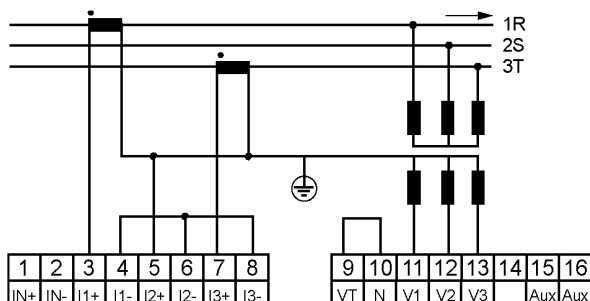 1R
2S
3T
1 2 3 4 5 6 7 8 9 10 11 12 13 14 15 16
IN+ IN- I1+ I1- I2+ I2- I3+ I3- VT N V1 V2 V3 Aux Aux